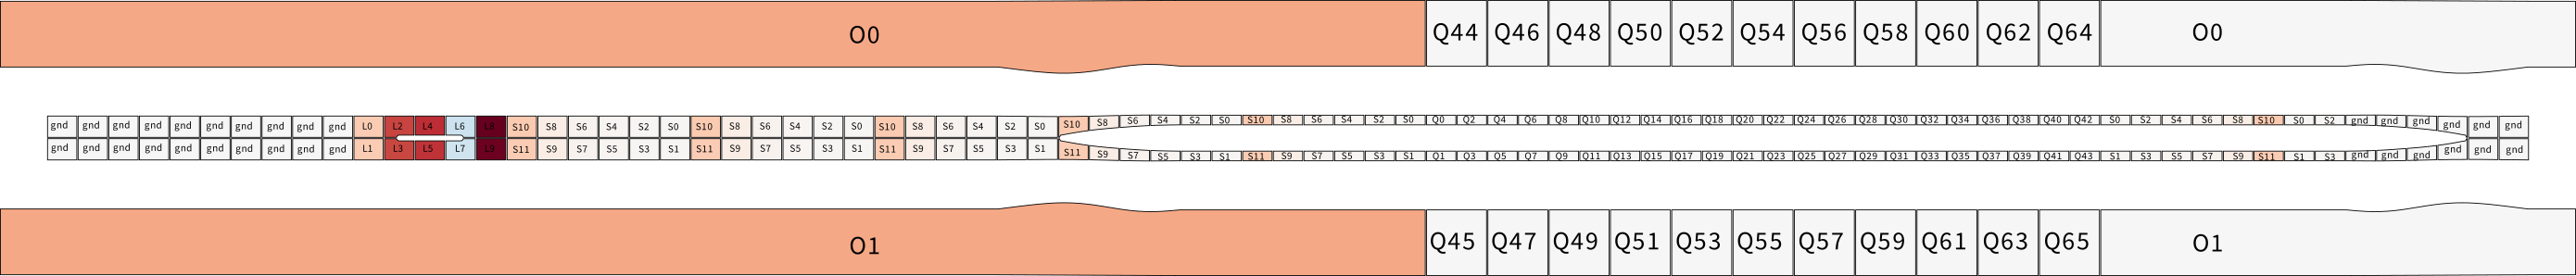 O0 Q44 Q46 Q48 Q50 Q52 Q54 Q56 Q58 Q60 Q62 Q64 O0
gnd gnd gnd gnd gnd gnd gnd gnd gnd gnd L0 L2 L4 L6 L8 S10 S8 S6 S4 S2 S0 S10 S8 S6 S4 S2 S0 S10 S8 S6 S4 S2 S0 S10 S8 S6 S4 S2 S0 S10 S8 S6 S4 S2 S0 Q0 Q2 Q4 Q6 Q8 Q10 Q12 Q14 Q16 Q18 Q20 Q22 Q24 Q26 Q28 Q30 Q32 Q34 Q36 Q38 Q40 Q42 S0 S2 S4 S6 S8 S10 S0 S2 gnd gnd gnd gnd gnd gnd
gnd gnd gnd gnd gnd gnd gnd gnd gnd gnd L1 L3 L5 L7 L9 S11 S9 S7 S5 S3 S1 S11 S9 S7 S5 S3 S1 S11 S9 S7 S5 S3 S1 S11 S9 S7 S5 S3 S1 S11 S9 S7 S5 S3 S1 Q1 Q3 Q5 Q7 Q9 Q11 Q13 Q15 Q17 Q19 Q21 Q23 Q25 Q27 Q29 Q31 Q33 Q35 Q37 Q39 Q41 Q43 S1 S3 S5 S7 S9 S11 S1 S3 gnd gnd gnd gnd gnd gnd
O1 Q45 Q47 Q49 Q51 Q53 Q55 Q57 Q59 Q61 Q63 Q65 O1